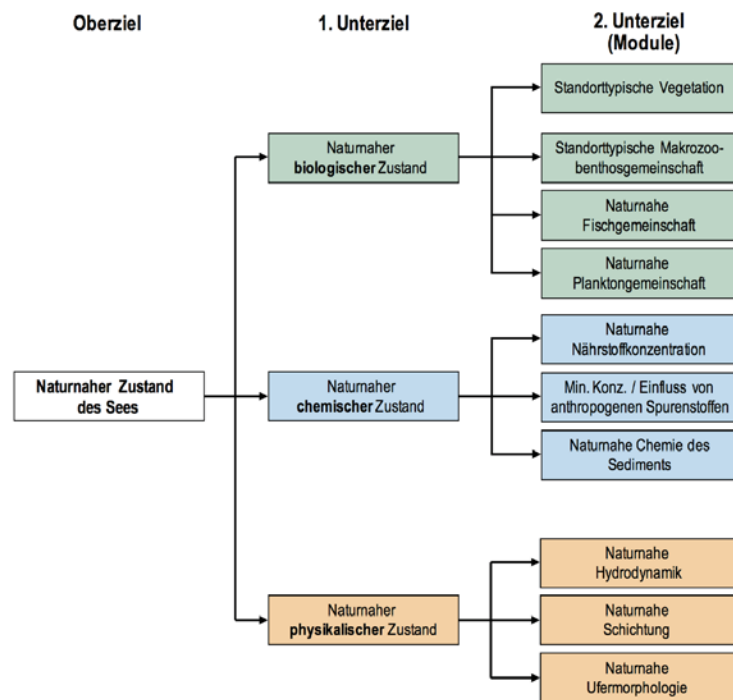 Oberziel
1. Unterziel
2. Unterziel
(Module)
Standorttypische Vegetation
Naturnaher
biologischer Zustand
Standorttypische Makrozoo-
benthosgemeinschaft
Naturnahe
Fischgemeinschaft
Naturnahe
Planktongemeinschaft
Naturnahe
Nährstoffkonzentration
Naturnaher Zustand
des Sees
Naturnaher
chemischer Zustand
Min. Konz. / Einfluss von
anthropogenen Spurenstoffen
Naturnahe Chemie des
Sediments
Naturnahe
Hydrodynamik
Naturnaher
physikalischer Zustand
Naturnahe
Schichtung
Naturnahe
Ufermorphologie